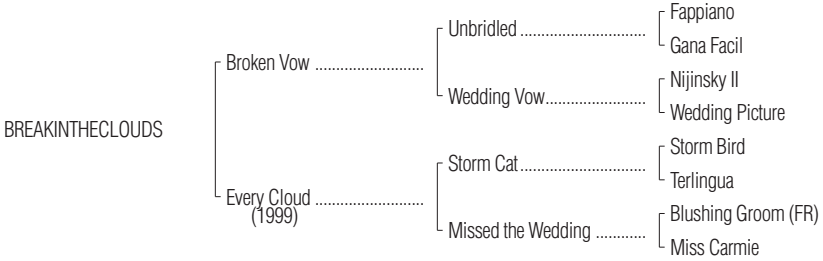 Fappiano
Unbridled ..............................
Gana Facil
Broken Vow ..........................
Nijinsky II
Wedding Vow........................
Wedding Picture
BREAKINTHECLOUDS
Storm Bird
Storm Cat..............................
Terlingua
Every Cloud ..........................
(1999)
Blushing Groom (FR)
Missed the Wedding ............
Miss Carmie